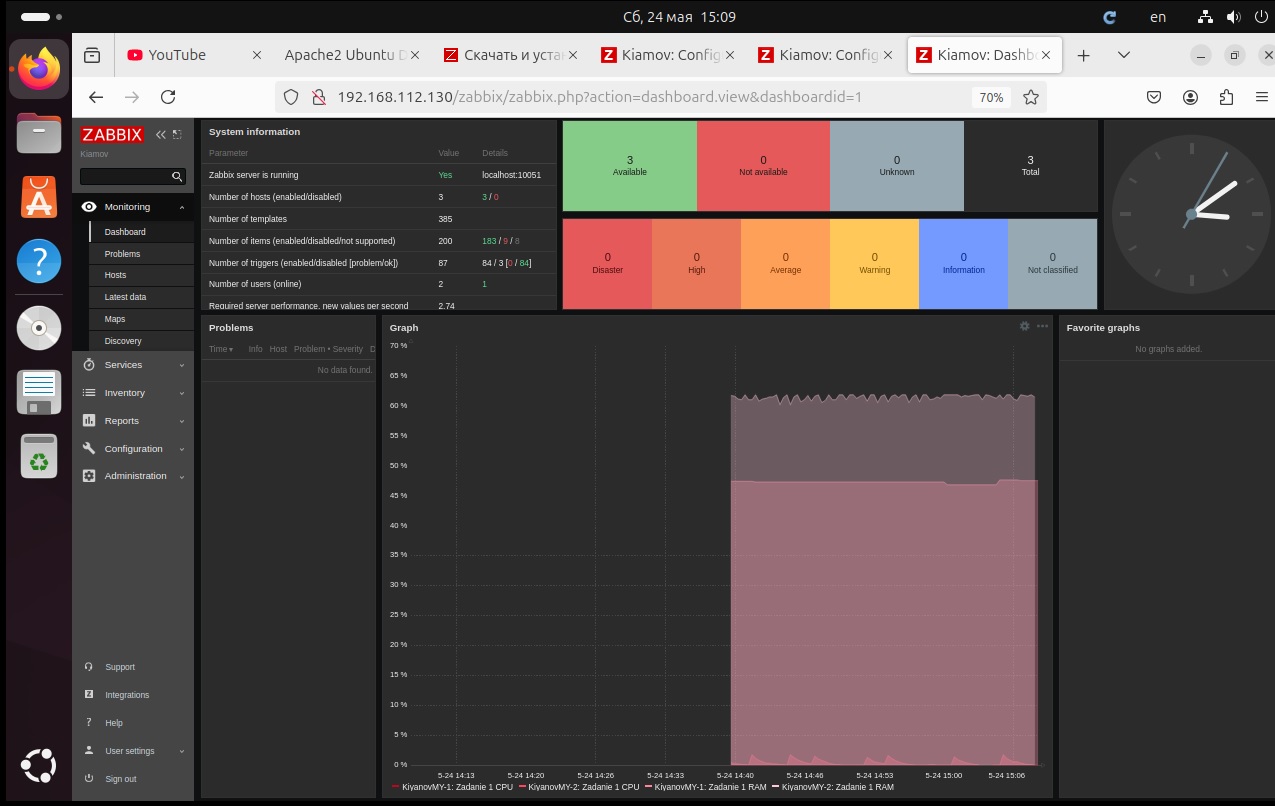 Сб, 24 мая 15:09
en
YouTube
Apache2 Ubuntu D
Скачать и уста
Kiamov: Config
Kiamov: Config
Kiamov: Dashb
192.168.112.130/zabbix/zabbix.php?action=dashboard.view&dashboardid=1
70%
ZABBIX
Kiamov
Monitoring
Dashboard
Problems
Hosts
Latest data
Maps
Discovery
Services
Inventory
Reports
Configuration
Administration
Support
Integrations
Help
User settings
Sign out
System information
Parameter Value Details
Zabbix server is running Yes localhost:10051
Number of hosts (enabled/disabled) 3 3 / 0
Number of templates 385
Number of items (enabled/disabled/not supported) 200 183 / 9 / 8
Number of triggers (enabled/disabled [problem/ok]) 87 84 / 3 [0 / 84]
Number of users (online) 2 1
Required server performance, new values per second 2.74
3 0 0 3
Available Not available Unknown Total
0 0 0 0 0 0
Disaster High Average Warning Information Not classified
Problems
Time Info Host Problem • Severity D
No data found.
Graph
70 %
65 %
60 %
55 %
50 %
45 %
40 %
35 %
30 %
25 %
20 %
15 %
10 %
5 %
0 %
5-24 14:13 5-24 14:20 5-24 14:26 5-24 14:33 5-24 14:40 5-24 14:46 5-24 14:53 5-24 15:00 5-24 15:06
KiyanovMY-1: Zadanie 1 CPU KiyanovMY-2: Zadanie 1 CPU KiyanovMY-1: Zadanie 1 RAM KiyanovMY-2: Zadanie 1 RAM
Favorite graphs
No graphs added.